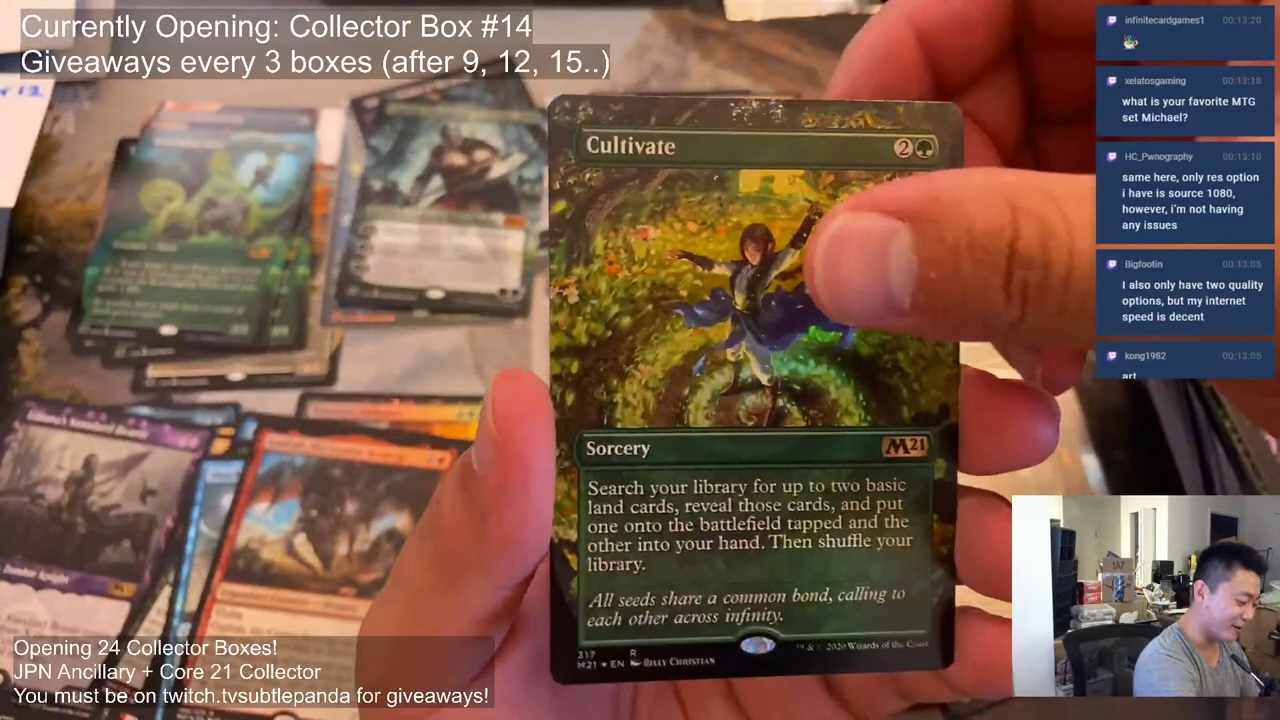 Currently Opening: Collector Box #14
Giveaways every 3 boxes (after 9, 12, 15..)
Cultivate
2
Sorcery
M21
Search your library for up to two basic
land cards, reveal those cards, and put
one onto the battlefield tapped and the
other into your hand. Then shuffle your
library.
All seeds share a common bond, calling to
each other across infinity.
317 R
M21 ★ EN BILLY CHRISTIAN
™ & © 2020 Wizards of the Coast
infinitecardgames1 00:13:20
xelatosgaming 00:13:18
what is your favorite MTG
set Michael?
HC_Pwnography 00:13:10
same here, only res option
i have is source 1080,
however, i'm not having
any issues
Bigfootin 00:13:05
I also only have two quality
options, but my internet
speed is decent
kong1982 00:13:05
art
1A7
Opening 24 Collector Boxes!
JPN Ancillary + Core 21 Collector
You must be on twitch.tvsubtlepanda for giveaways!